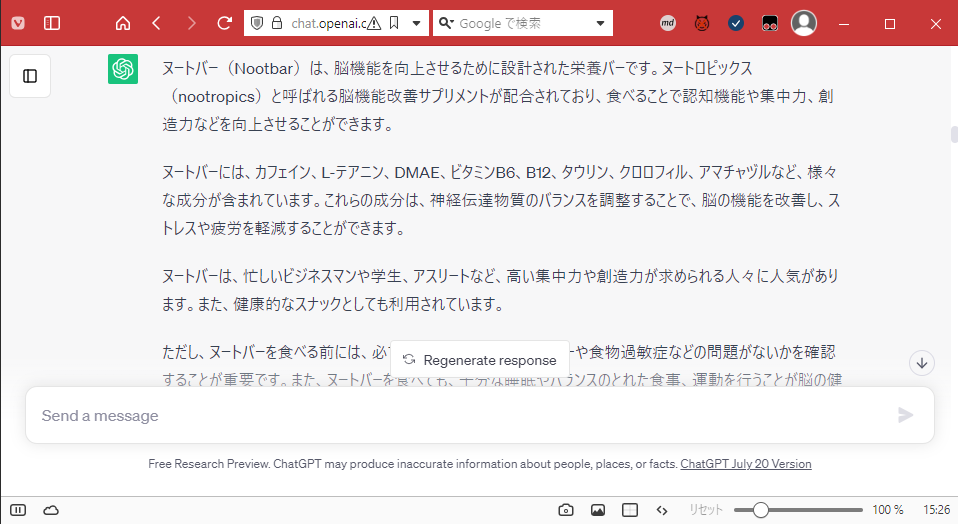 chat.openai.c
Google で検索
md
ヌートバー（Nootbar）は、脳機能を向上させるために設計された栄養バーです。ヌートロピックス
（nootropics）と呼ばれる脳機能改善サプリメントが配合されており、食べることで認知機能や集中力、創
造力などを向上させることができます。
ヌートバーには、カフェイン、L-テアニン、DMAE、ビタミンB6、B12、タウリン、クロロフィル、アマチャヅルなど、様々
な成分が含まれています。これらの成分は、神経伝達物質のバランスを調整することで、脳の機能を改善し、ス
トレスや疲労を軽減することができます。
ヌートバーは、忙しいビジネスマンや学生、アスリートなど、高い集中力や創造力が求められる人々に人気があり
ます。また、健康的なスナックとしても利用されています。
ただし、ヌートバーを食べる前には、必 ーや食物過敏症などの問題がないかを確認
Regenerate response
することが重要です。また、ヌートバーを食べても、十分な睡眠やバランスのとれた食事、運動を行うことが脳の健
Send a message
Free Research Preview. ChatGPT may produce inaccurate information about people, places, or facts. ChatGPT July 20 Version
リセット
100 %
15:26